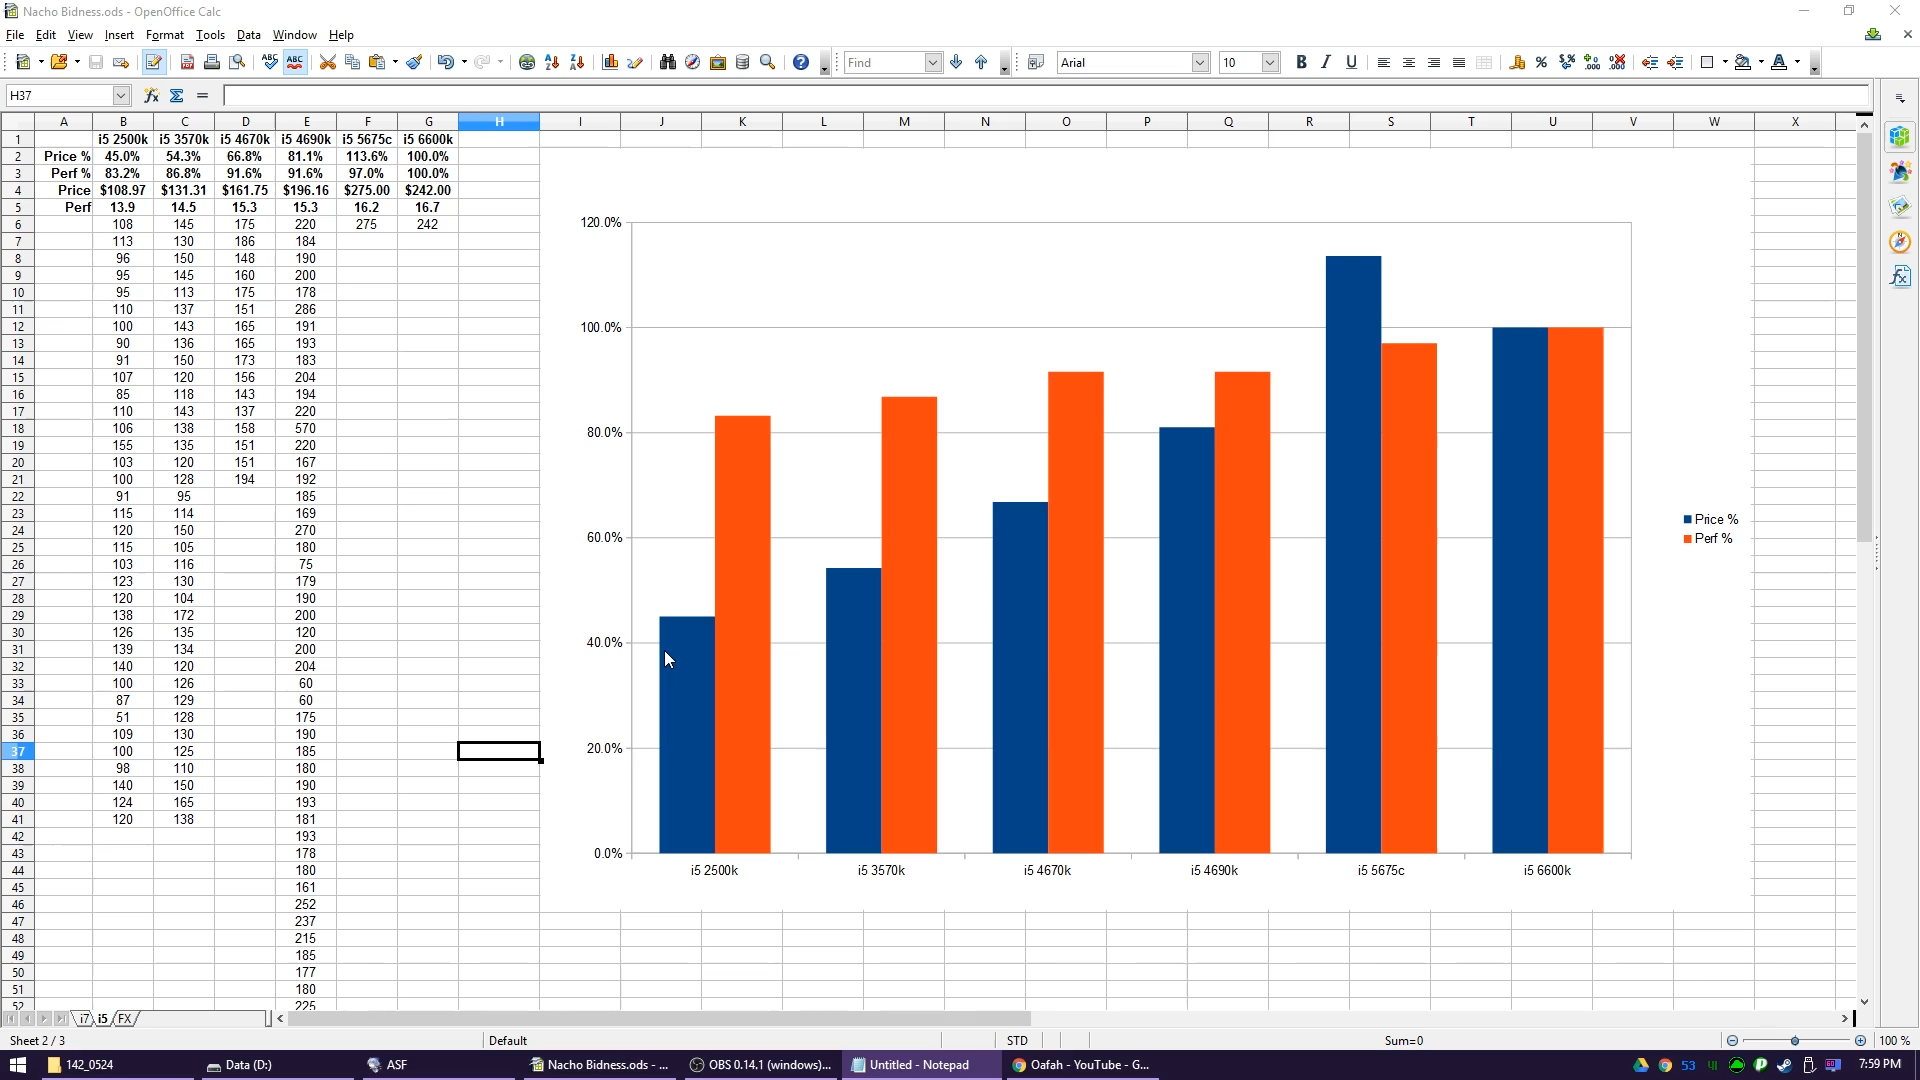 Nacho Bidness.ods - OpenOffice Calc
File Edit View Insert Format Tools Data Window Help
Find Arial 10
H37
A B C D E F G H I J K L M N O P Q R S T U V W X
1 i5 2500k i5 3570k i5 4670k i5 4690k i5 5675c i5 6600k
2 Price % 45.0% 54.3% 66.8% 81.1% 113.6% 100.0%
3 Perf % 83.2% 86.8% 91.6% 91.6% 97.0% 100.0%
4 Price $108.97 $131.31 $161.75 $196.16 $275.00 $242.00
5 Perf 13.9 14.5 15.3 15.3 16.2 16.7
6 108 145 175 220 275 242
7 113 130 186 184
8 96 150 148 190
9 95 145 160 200
10 95 113 175 178
11 110 137 151 286
12 100 143 165 191
13 90 136 165 193
14 91 150 173 183
15 107 120 156 204
16 85 118 143 194
17 110 143 137 220
18 106 138 158 570
19 155 135 151 220
20 103 120 151 167
21 100 128 194 192
22 91 95 185
23 115 114 169
24 120 150 270
25 115 105 180
26 103 116 75
27 123 130 179
28 120 104 190
29 138 172 200
30 126 135 120
31 139 134 200
32 140 120 204
33 100 126 60
34 87 129 60
35 51 128 175
36 109 130 190
37 100 125 185
38 98 110 180
39 140 150 190
40 124 165 193
41 120 138 181
42 193
43 178
44 180
45 161
46 252
47 237
48 215
49 185
50 177
51 180
52 225
120.0%
100.0%
80.0%
60.0%
40.0%
20.0%
0.0%
i5 2500k i5 3570k i5 4670k i5 4690k i5 5675c i5 6600k
Price %
Perf %
i7 i5 FX
Sheet 2 / 3 Default STD Sum=0 100 %
142_0524 Data (D:) ASF Nacho Bidness.ods - ... OBS 0.14.1 (windows)... Untitled - Notepad Oafah - YouTube - G... 53 7:59 PM